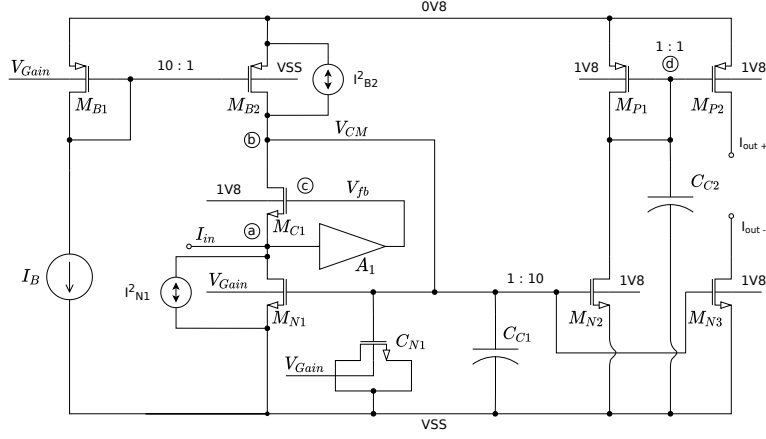 0V8
1 : 1
V_Gain
10 : 1
VSS
I²_B2
1V8
ⓓ
1V8
M_B1
M_B2
M_P1
M_P2
ⓑ
V_CM
I_out +
1V8
ⓒ
V_fb
C_C2
M_C1
I_in
ⓐ
A_1
I_out -
I_B
I²_N1
V_Gain
1 : 10
1V8
1V8
M_N1
M_N2
M_N3
C_N1
C_C1
V_Gain
VSS